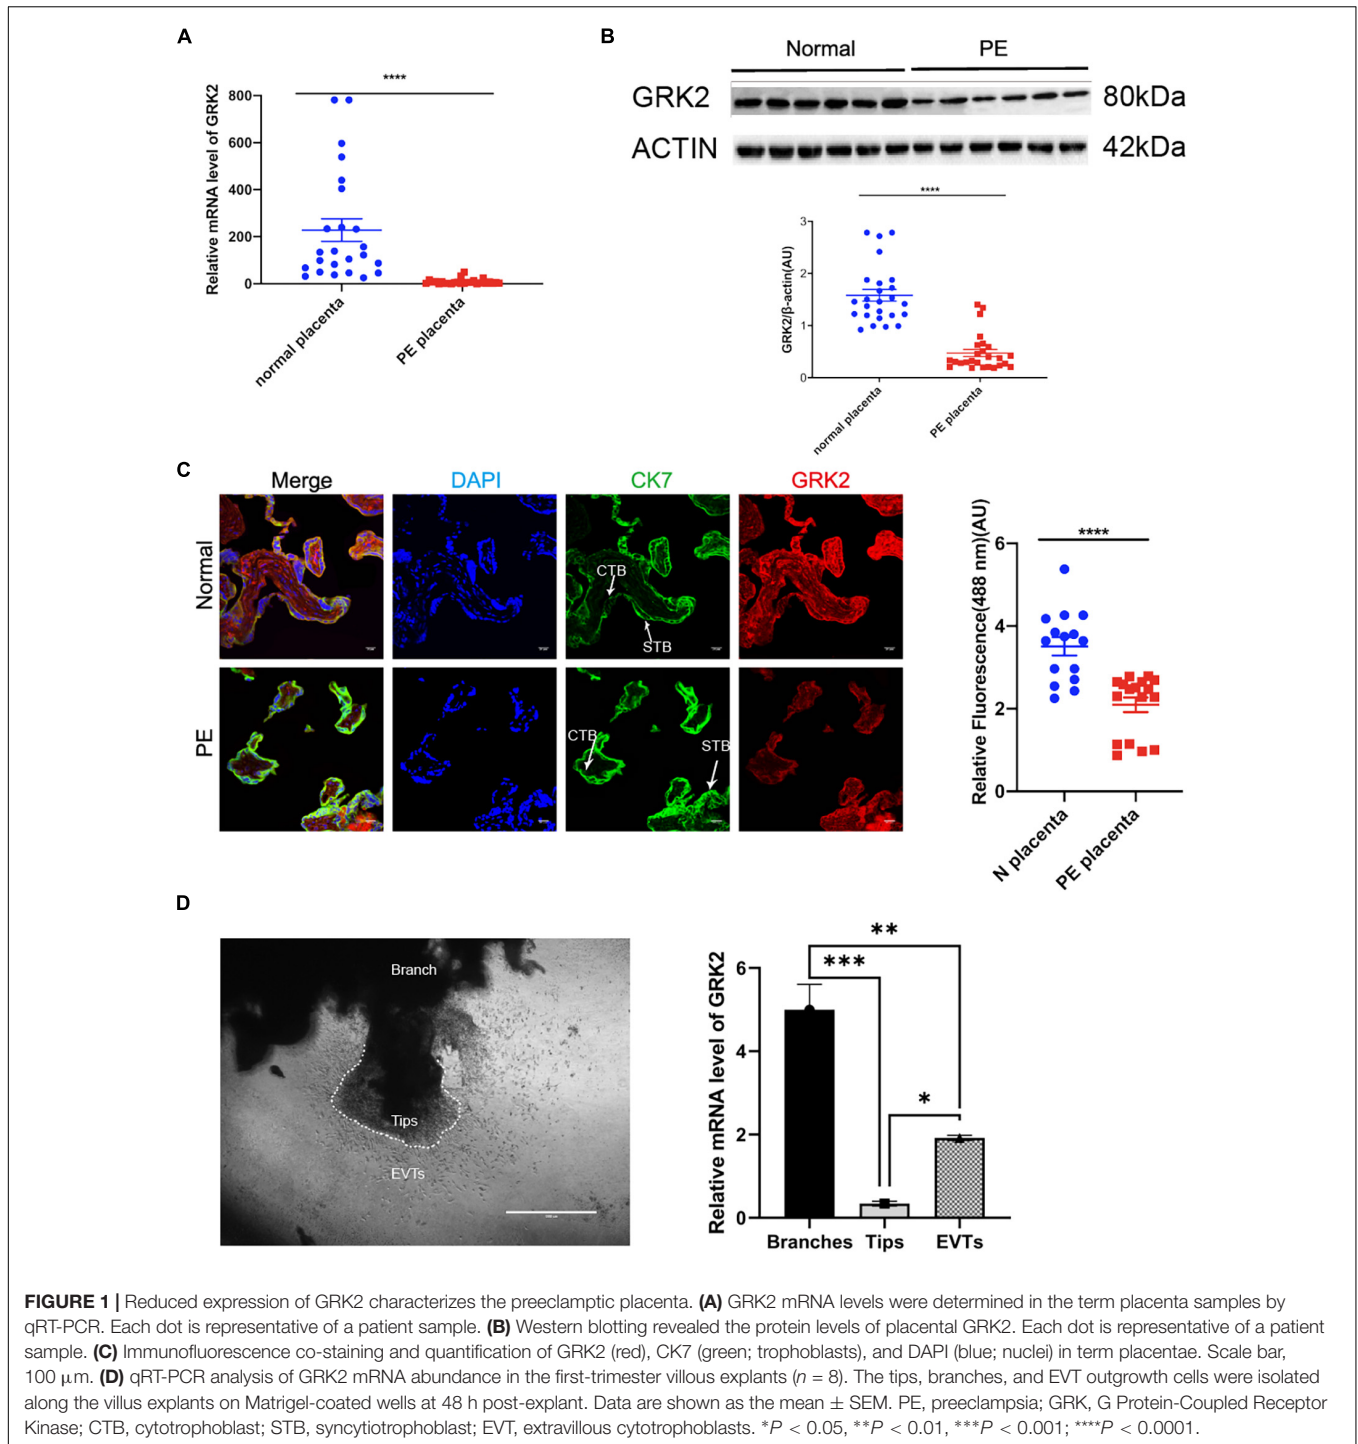 A
****
Relative mRNA level of GRK2
800
600
400
200
0
normal placenta
PE placenta
B
Normal
PE
GRK2
80kDa
ACTIN
42kDa
****
GRK2/β-actin(AU)
3
2
1
0
normal placenta
PE placenta
C
Merge
DAPI
CK7
GRK2
Normal
CTB
STB
PE
CTB
STB
****
Relative Fluorescence(488 nm)(AU)
6
4
2
0
N placenta
PE placenta
D
Branch
Tips
EVTs
**
***
*
Relative mRNA level of GRK2
6
4
2
0
Branches Tips EVTs
FIGURE 1 | Reduced expression of GRK2 characterizes the preeclamptic placenta. (A) GRK2 mRNA levels were determined in the term placenta samples by
qRT-PCR. Each dot is representative of a patient sample. (B) Western blotting revealed the protein levels of placental GRK2. Each dot is representative of a patient
sample. (C) Immunofluorescence co-staining and quantification of GRK2 (red), CK7 (green; trophoblasts), and DAPI (blue; nuclei) in term placentae. Scale bar,
100 μm. (D) qRT-PCR analysis of GRK2 mRNA abundance in the first-trimester villous explants (n = 8). The tips, branches, and EVT outgrowth cells were isolated
along the villus explants on Matrigel-coated wells at 48 h post-explant. Data are shown as the mean ± SEM. PE, preeclampsia; GRK, G Protein-Coupled Receptor
Kinase; CTB, cytotrophoblast; STB, syncytiotrophoblast; EVT, extravillous cytotrophoblasts. *P < 0.05, **P < 0.01, ***P < 0.001; ****P < 0.0001.